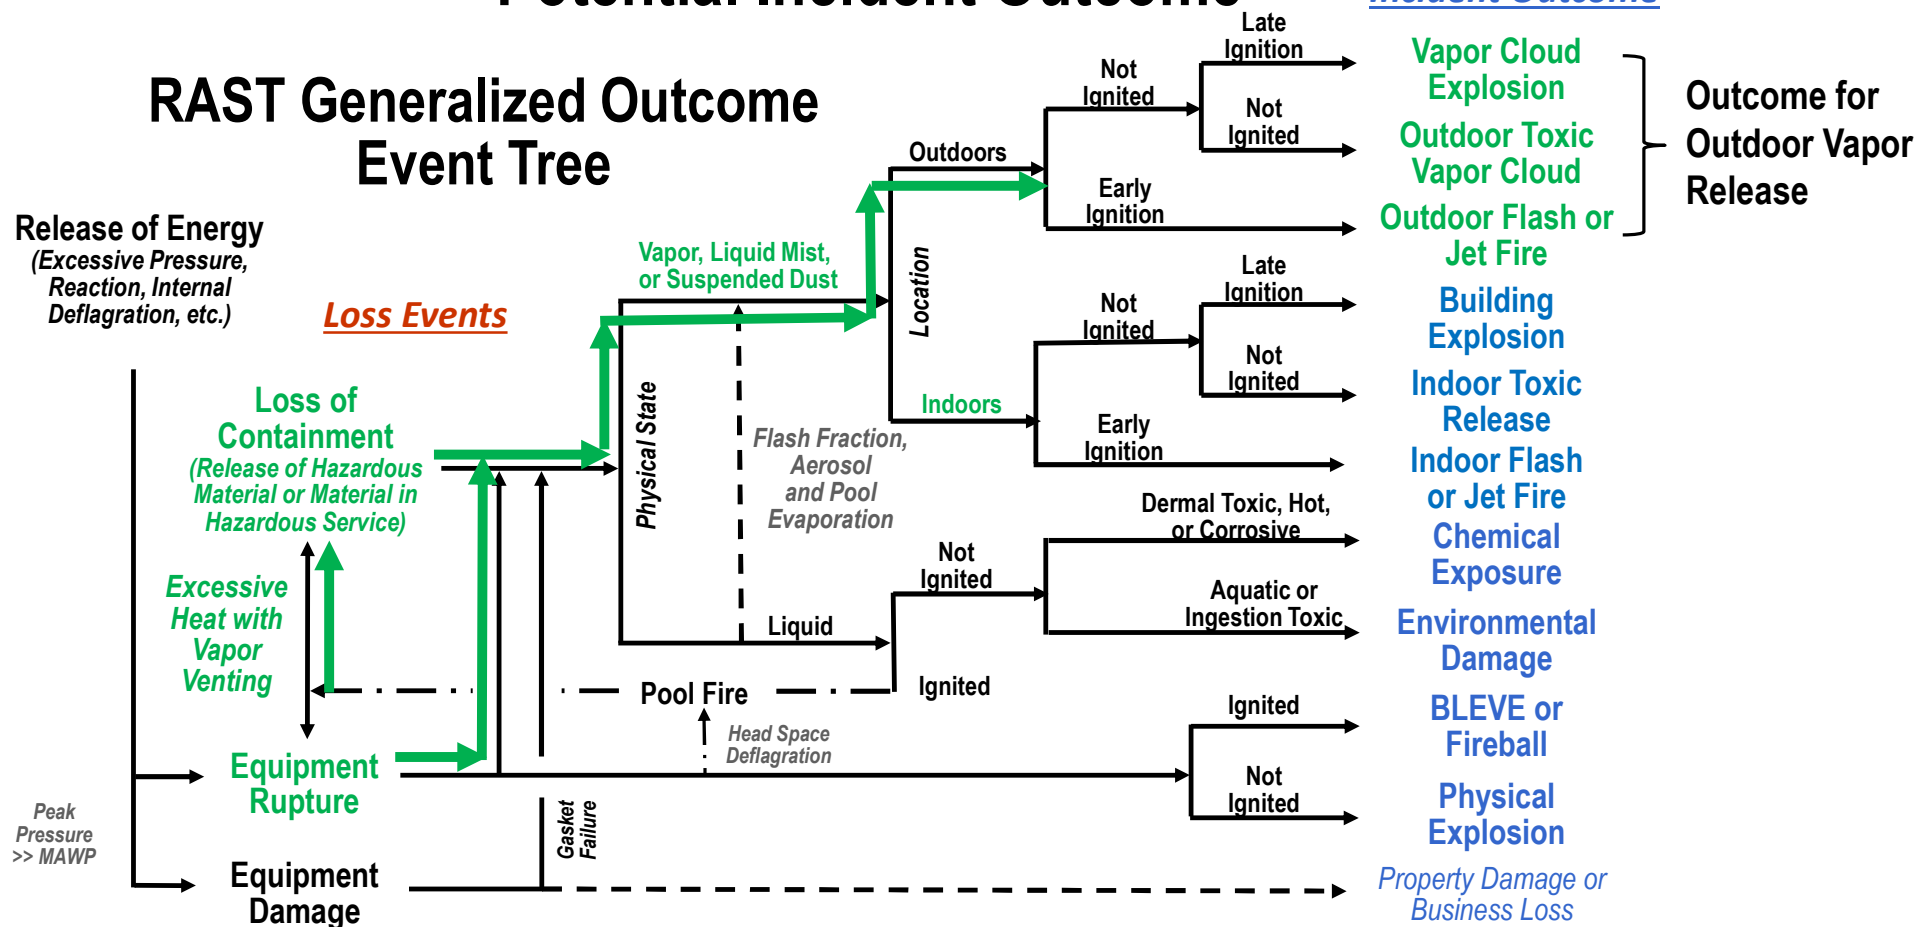 Potential Incident Outcome
Incident Outcome
RAST Generalized Outcome
Event Tree
Release of Energy
(Excessive Pressure,
Reaction, Internal
Deflagration, etc.)
Loss Events
Loss of
Containment
(Release of Hazardous
Material or Material in
Hazardous Service)
Excessive
Heat with
Vapor
Venting
Equipment
Rupture
Peak
Pressure
>> MAWP
Equipment
Damage
Gasket
Failure
Physical State
Vapor, Liquid Mist,
or Suspended Dust
Flash Fraction,
Aerosol
and Pool
Evaporation
Liquid
Pool Fire
Head Space
Deflagration
Location
Outdoors
Indoors
Not
Ignited
Early
Ignition
Late
Ignition
Not
Ignited
Not
Ignited
Early
Ignition
Late
Ignition
Not
Ignited
Not
Ignited
Ignited
Dermal Toxic, Hot,
or Corrosive
Aquatic or
Ingestion Toxic
Ignited
Not
Ignited
Vapor Cloud
Explosion
Outdoor Toxic
Vapor Cloud
Outdoor Flash or
Jet Fire
Outcome for
Outdoor Vapor
Release
Building
Explosion
Indoor Toxic
Release
Indoor Flash
or Jet Fire
Chemical
Exposure
Environmental
Damage
BLEVE or
Fireball
Physical
Explosion
Property Damage or
Business Loss